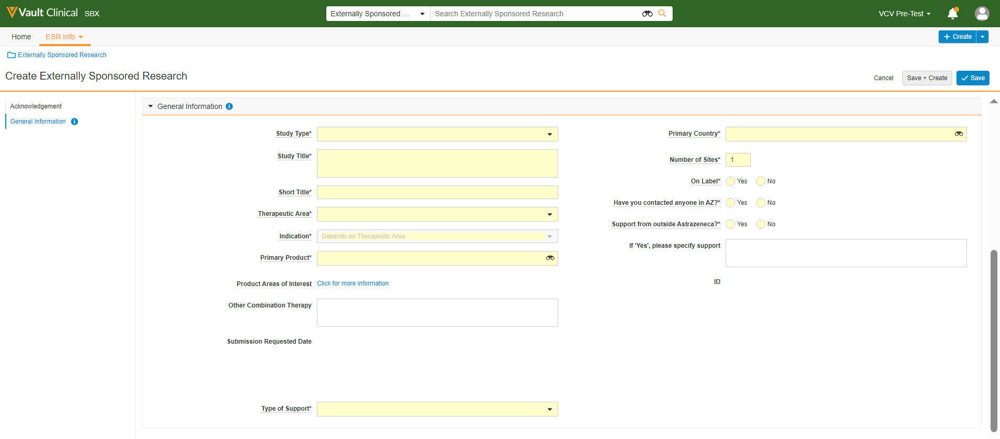 Vault Clinical SBX
Externally Sponsored ...
Search Externally Sponsored Research
VCV Pre-Test
Home
ESR Info
Create
Externally Sponsored Research
Create Externally Sponsored Research
Cancel
Save + Create
Save
Acknowledgement
General Information
General Information
Study Type*
Study Title*
Short Title*
Therapeutic Area*
Indication*
Depends on Therapeutic Area
Primary Product*
Product Areas of Interest
Click for more information
Other Combination Therapy
Submission Requested Date
Type of Support*
Primary Country*
Number of Sites*
1
On Label*
Yes
No
Have you contacted anyone in AZ?*
Yes
No
Support from outside Astrazeneca?*
Yes
No
If 'Yes', please specify support
ID